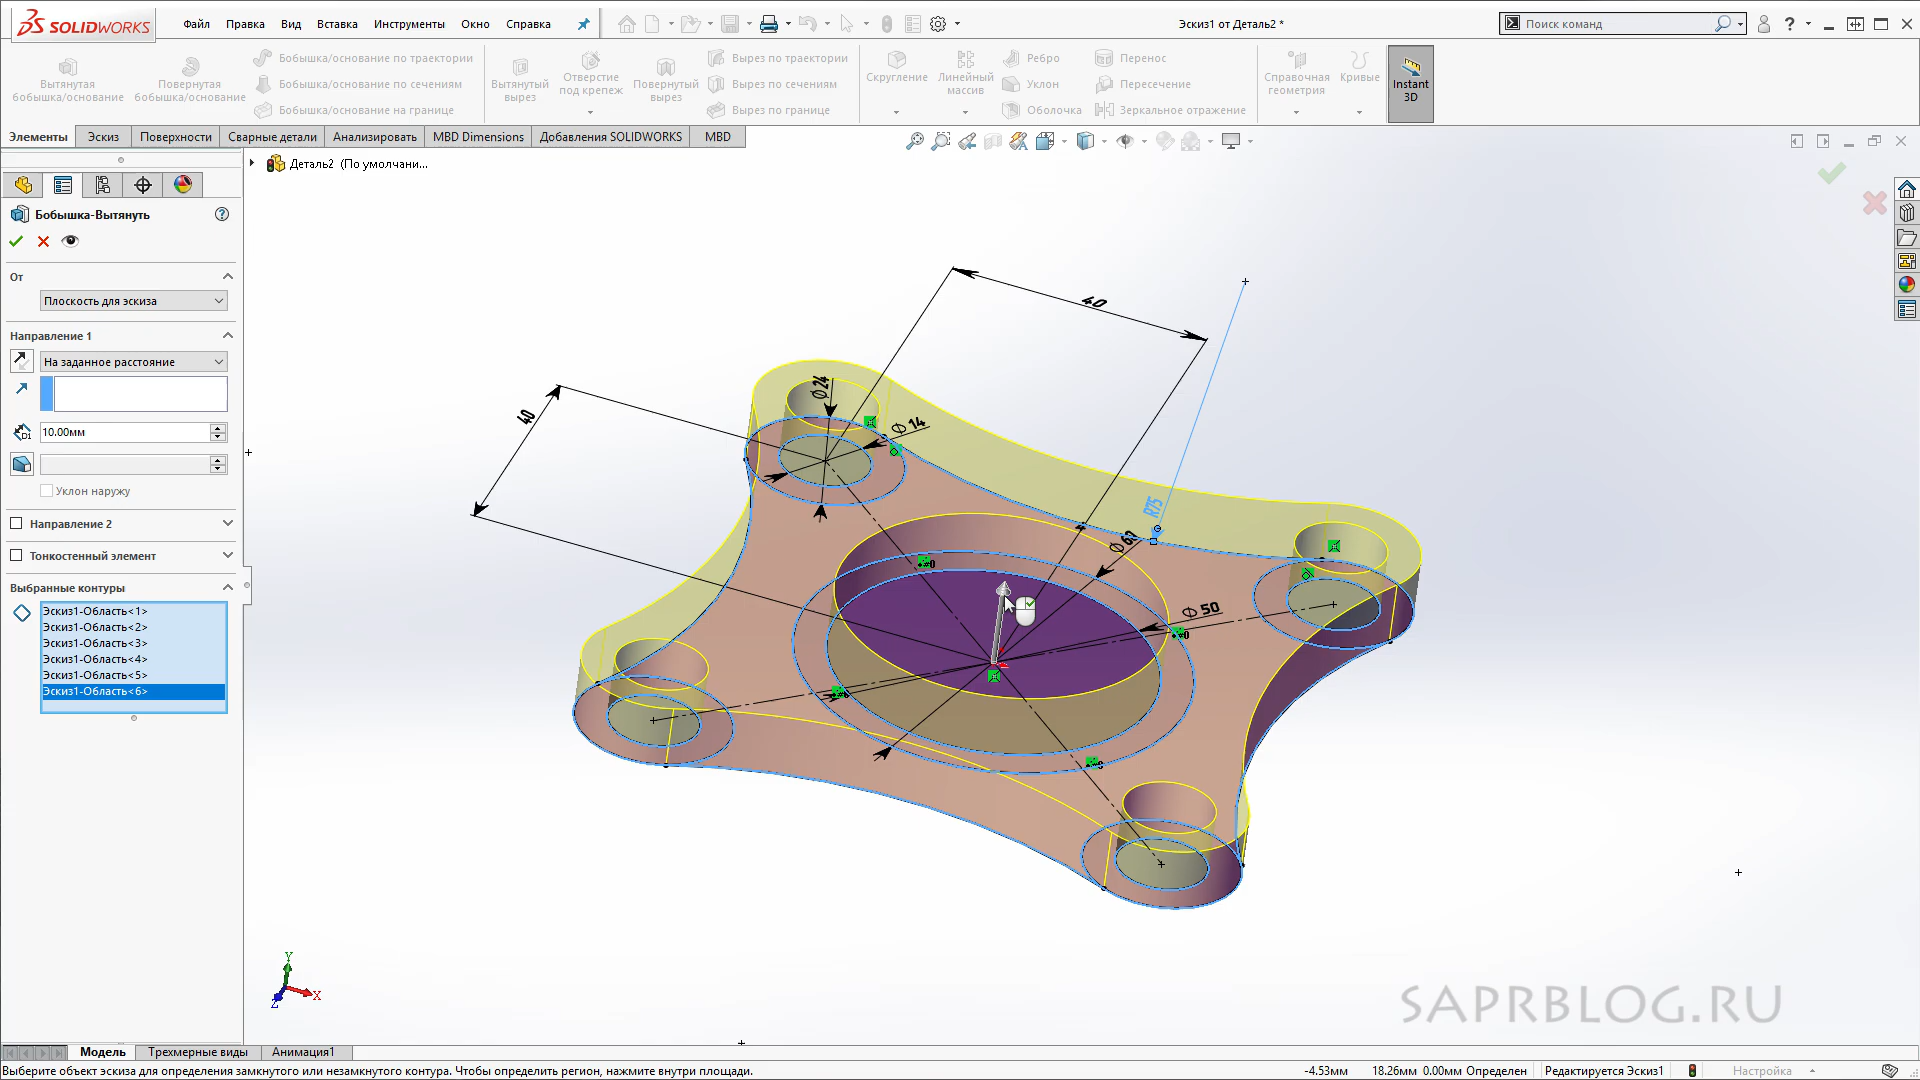 SOLIDWORKS
Файл Правка Вид Вставка Инструменты Окно Справка
Эскиз1 от Деталь2 *
Поиск команд
?
Вытянутая бобышка/основание
Повернутая бобышка/основание
Бобышка/основание по траектории
Бобышка/основание по сечениям
Бобышка/основание на границе
Вытянутый вырез
Отверстие под крепеж
Повернутый вырез
Вырез по траектории
Вырез по сечениям
Вырез по границе
Скругление
Линейный массив
Ребро
Уклон
Оболочка
Перенос
Пересечение
Зеркальное отражение
Справочная геометрия
Кривые
Instant 3D
Элементы Эскиз Поверхности Сварные детали Анализировать MBD Dimensions Добавления SOLIDWORKS MBD
Деталь2 (По умолчани...
Бобышка-Вытянуть
?
От
Плоскость для эскиза
Направление 1
На заданное расстояние
D1
10.00мм
Уклон наружу
Направление 2
Тонкостенный элемент
Выбранные контуры
Эскиз1-Область<1>
Эскиз1-Область<2>
Эскиз1-Область<3>
Эскиз1-Область<4>
Эскиз1-Область<5>
Эскиз1-Область<6>
40
40
Ø24
Ø 14
R75
Ø 60
Ø 50
Y
X
Z
SAPRBLOG.RU
Модель Трехмерные виды Анимация1
Выберите объект эскиза для определения замкнутого или незамкнутого контура. Чтобы определить регион, нажмите внутри площади.
-4.53мм 18.26мм 0.00мм Определен Редактируется Эскиз1 Настройка